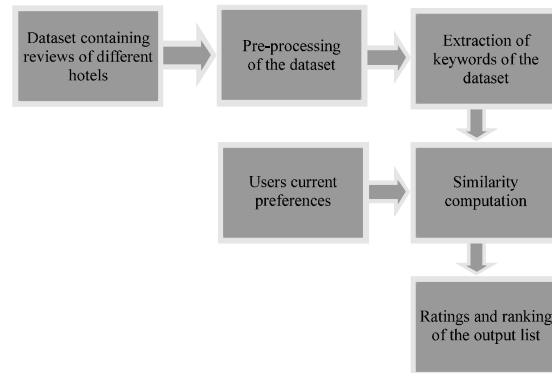 Dataset containing
reviews of different
hotels
Pre-processing
of the dataset
Extraction of
keywords of the
dataset
Users current
preferences
Similarity
computation
Ratings and ranking
of the output list